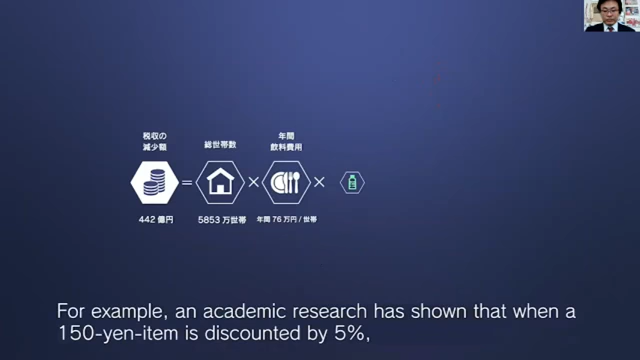 税収の
減少額
総世帯数
年間
飲料費用
= × ×
442 億円
5853 万世帯
年間 76 万円 / 世帯
For example, an academic research has shown that when a
150-yen-item is discounted by 5%,